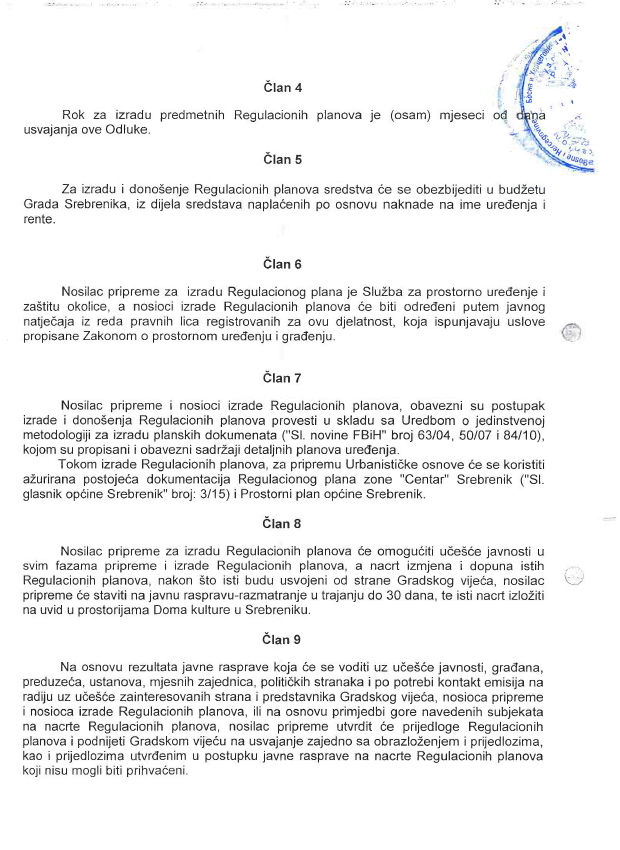 Član 4
Rok za izradu predmetnih Regulacionih planova je (osam) mjeseci od dana
usvajanja ove Odluke.
Član 5
Za izradu i donošenje Regulacionih planova sredstva će se obezbijediti u budžetu
Grada Srebrenika, iz dijela sredstava naplaćenih po osnovu naknade na ime uređenja i
rente.
Član 6
Nosilac pripreme za izradu Regulacionog plana je Služba za prostorno uređenje i
zaštitu okolice, a nosioci izrade Regulacionih planova će biti određeni putem javnog
natječaja iz reda pravnih lica registrovanih za ovu djelatnost, koja ispunjavaju uslove
propisane Zakonom o prostornom uređenju i građenju.
Član 7
Nosilac pripreme i nosioci izrade Regulacionih planova, obavezni su postupak
izrade i donošenja Regulacionih planova provesti u skladu sa Uredbom o jedinstvenoj
metodologiji za izradu planskih dokumenata ("Sl. novine FBiH" broj 63/04, 50/07 i 84/10),
kojom su propisani i obavezni sadržaji detaljnih planova uređenja.
Tokom izrade Regulacionih planova, za pripremu Urbanističke osnove će se koristiti
ažurirana postojeća dokumentacija Regulacionog plana zone "Centar" Srebrenik ("Sl.
glasnik općine Srebrenik" broj: 3/15) i Prostorni plan općine Srebrenik.
Član 8
Nosilac pripreme za izradu Regulacionih planova će omogućiti učešće javnosti u
svim fazama pripreme i izrade Regulacionih planova, a nacrt izmjena i dopuna istih
Regulacionih planova, nakon što isti budu usvojeni od strane Gradskog vijeća, nosilac
pripreme će staviti na javnu raspravu-razmatranje u trajanju do 30 dana, te isti nacrt izložiti
na uvid u prostorijama Doma kulture u Srebreniku.
Član 9
Na osnovu rezultata javne rasprave koja će se voditi uz učešće javnosti, građana,
preduzeća, ustanova, mjesnih zajednica, političkih stranaka i po potrebi kontakt emisija na
radiju uz učešće zainteresovanih strana i predstavnika Gradskog vijeća, nosioca pripreme
i nosioca izrade Regulacionih planova, ili na osnovu primjedbi gore navedenih subjekata
na nacrte Regulacionih planova, nosilac pripreme utvrdit će prijedloge Regulacionih
planova i podnijeti Gradskom vijeću na usvajanje zajedno sa obrazloženjem i prijedlozima,
kao i prijedlozima utvrđenim u postupku javne rasprave na nacrte Regulacionih planova
koji nisu mogli biti prihvaćeni.